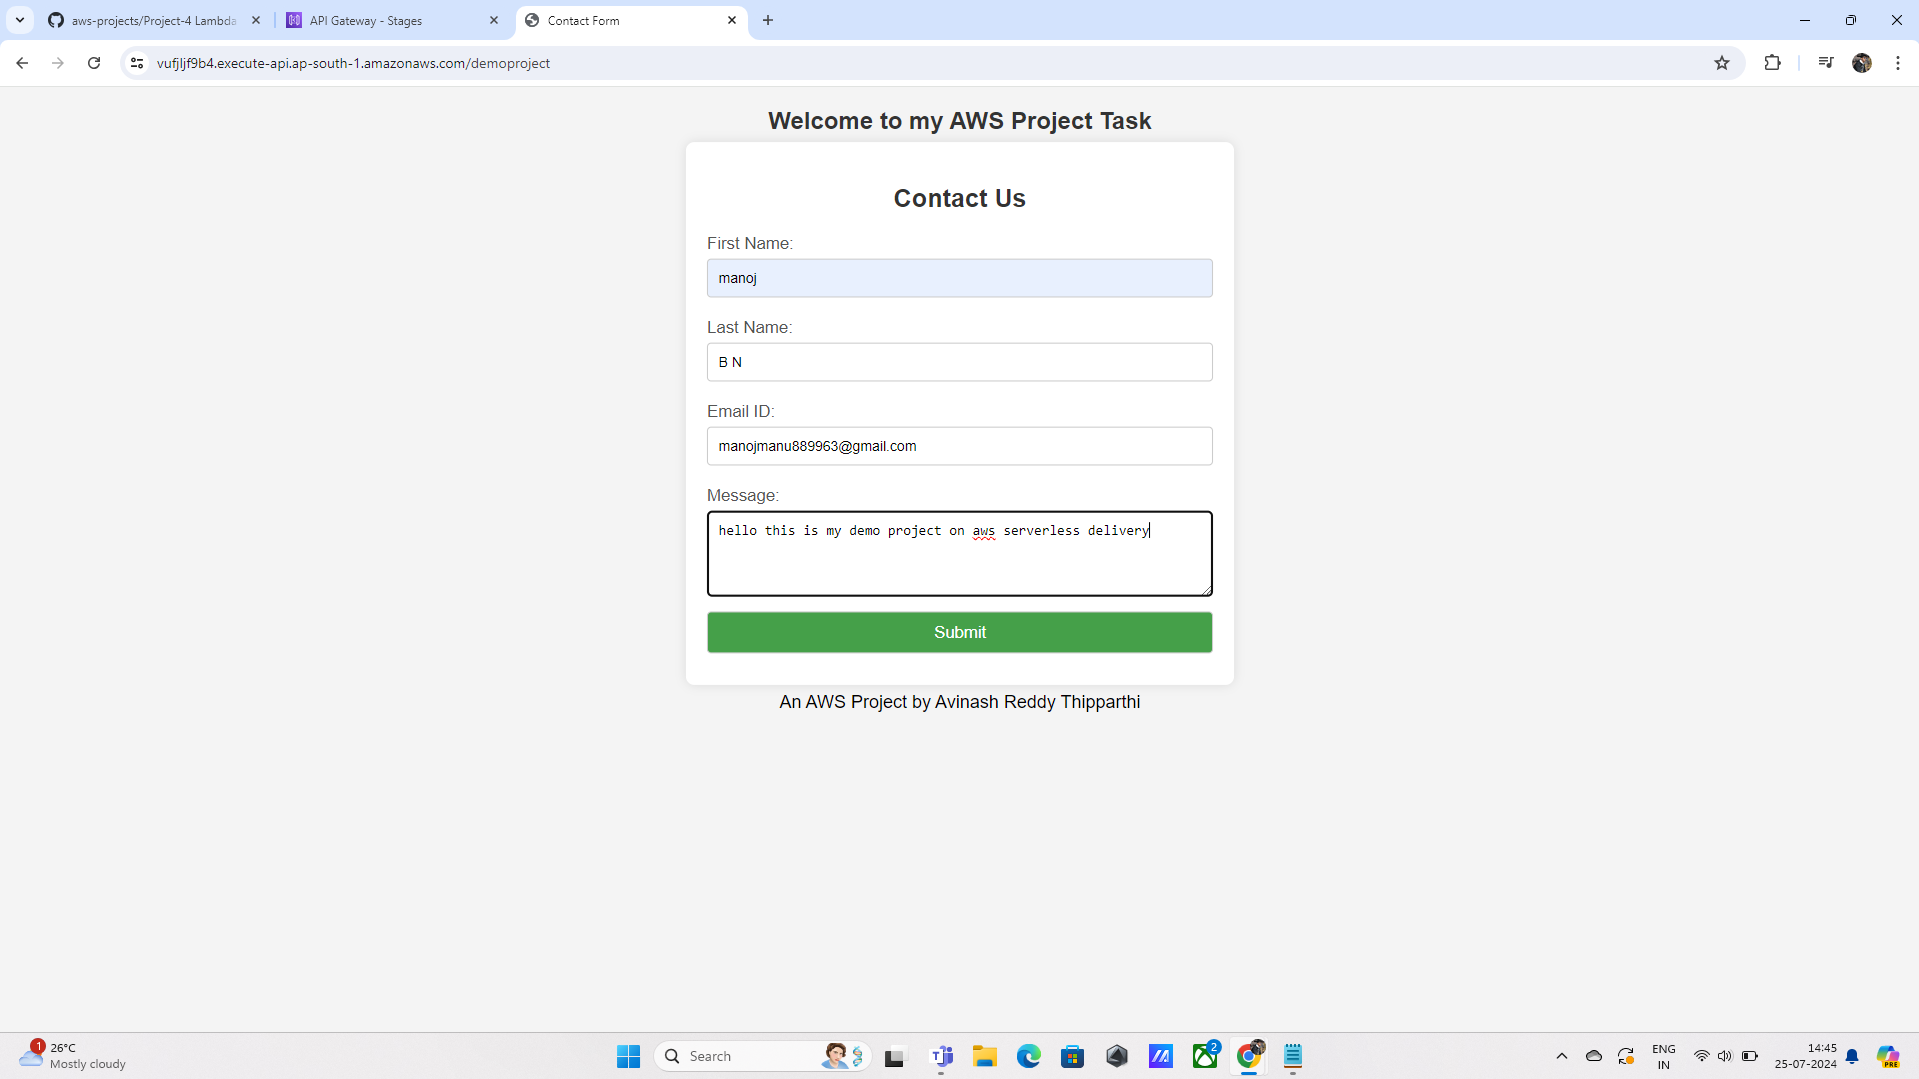 aws-projects/Project-4 Lambda
API Gateway - Stages
Contact Form
vufjljf9b4.execute-api.ap-south-1.amazonaws.com/demoproject
Welcome to my AWS Project Task
Contact Us
First Name:
manoj
Last Name:
B N
Email ID:
manojmanu889963@gmail.com
Message:
hello this is my demo project on aws serverless delivery
Submit
An AWS Project by Avinash Reddy Thipparthi
1
26°C
Mostly cloudy
Search
2
ENG
IN
14:45
25-07-2024
PRE